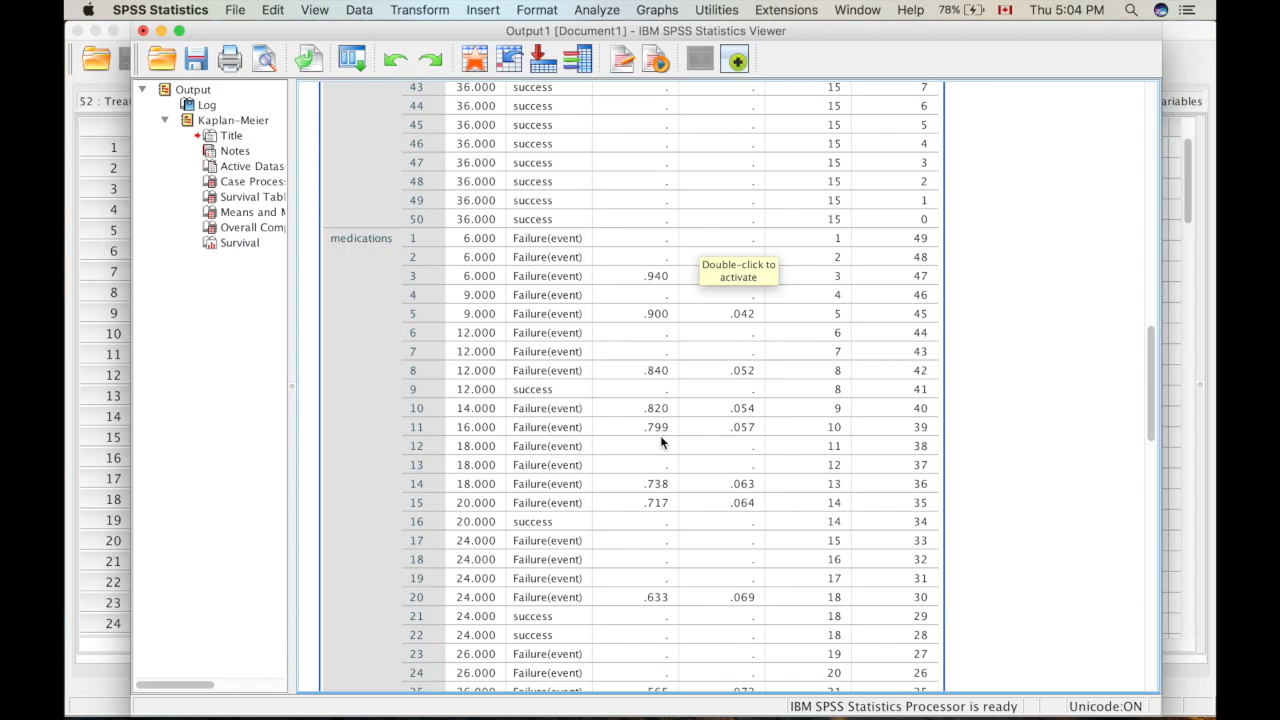 SPSS Statistics File Edit View Data Transform Insert Format Analyze Graphs Utilities Extensions Window Help 78% Thu 5:04 PM
Output1 [Document1] - IBM SPSS Statistics Viewer
52 : Trea
ariables
Output
Log
Kaplan-Meier
Title
Notes
Active Datas
Case Proces
Survival Tabl
Means and M
Overall Comp
Survival
1
2
3
4
5
6
7
8
9
10
11
12
13
14
15
16
17
18
19
20
21
22
23
24
43 36.000 success . . 15 7
44 36.000 success . . 15 6
45 36.000 success . . 15 5
46 36.000 success . . 15 4
47 36.000 success . . 15 3
48 36.000 success . . 15 2
49 36.000 success . . 15 1
50 36.000 success . . 15 0
medications 1 6.000 Failure(event) . . 1 49
2 6.000 Failure(event) . 2 48
3 6.000 Failure(event) .940 3 47
Double-click to
activate
4 9.000 Failure(event) . . 4 46
5 9.000 Failure(event) .900 .042 5 45
6 12.000 Failure(event) . . 6 44
7 12.000 Failure(event) . . 7 43
8 12.000 Failure(event) .840 .052 8 42
9 12.000 success . . 8 41
10 14.000 Failure(event) .820 .054 9 40
11 16.000 Failure(event) .799 .057 10 39
12 18.000 Failure(event) . . 11 38
13 18.000 Failure(event) . . 12 37
14 18.000 Failure(event) .738 .063 13 36
15 20.000 Failure(event) .717 .064 14 35
16 20.000 success . . 14 34
17 24.000 Failure(event) . . 15 33
18 24.000 Failure(event) . . 16 32
19 24.000 Failure(event) . . 17 31
20 24.000 Failure(event) .633 .069 18 30
21 24.000 success . . 18 29
22 24.000 success . . 18 28
23 26.000 Failure(event) . . 19 27
24 26.000 Failure(event) . . 20 26
IBM SPSS Statistics Processor is ready Unicode:ON